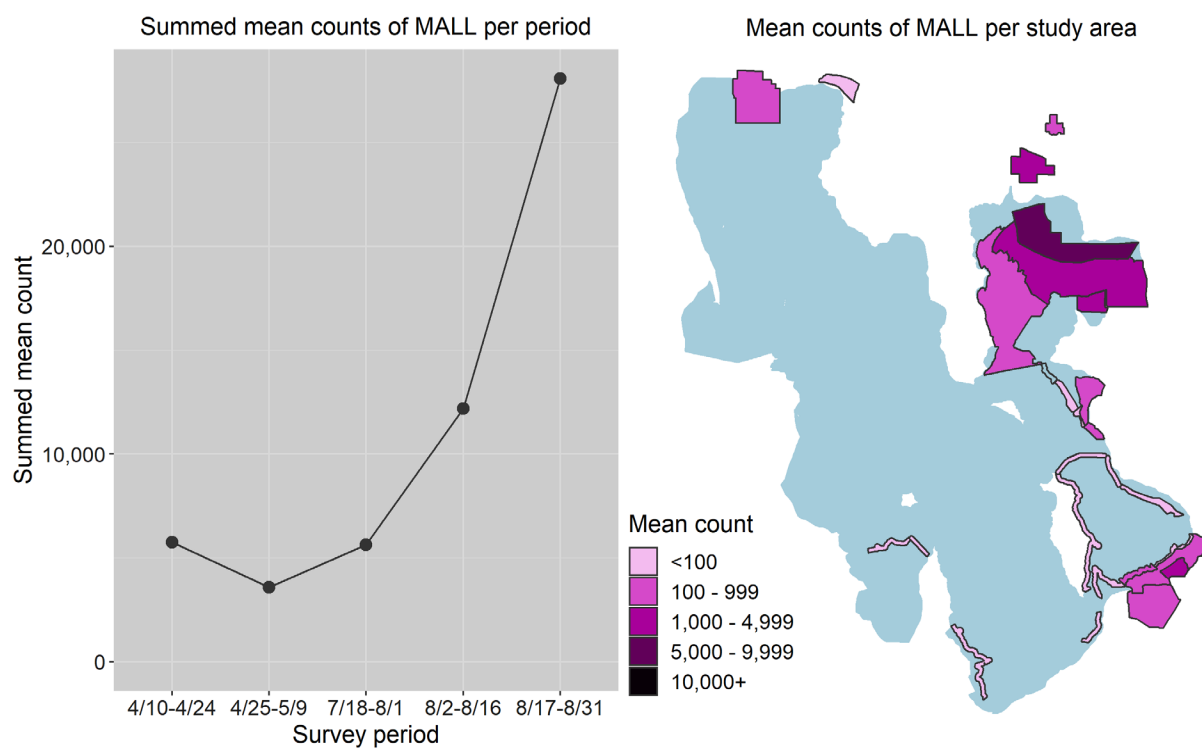 Summed mean counts of MALL per period
Summed mean count
20,000
10,000
0
4/10-4/24 4/25-5/9 7/18-8/1 8/2-8/16 8/17-8/31
Survey period
Mean counts of MALL per study area
Mean count
<100
100 - 999
1,000 - 4,999
5,000 - 9,999
10,000+